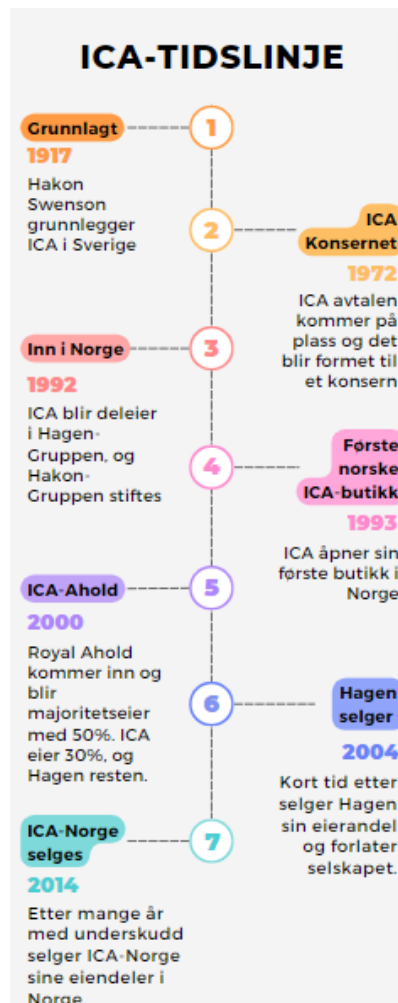 ICA-TIDSLINJE
Grunnlagt
1
1917
Hakon
Swenson
grunnlegger
ICA i Sverige
2
ICA
Konsernet
1972
ICA avtalen
kommer på
plass og det
blir formet til
et konsern
Inn i Norge
3
1992
ICA blir deleier
i Hagen-
Gruppen, og
Hakon-
Gruppen stiftes
4
Første
norske
ICA-butikk
1993
ICA åpner sin
første butikk i
Norge
ICA-Ahold
5
2000
Royal Ahold
kommer inn og
blir
majoritetseier
med 50%. ICA
eier 30%, og
Hagen resten.
6
Hagen
selger
2004
Kort tid etter
selger Hagen
sin eierandel
og forlater
selskapet.
ICA-Norge
selges
7
2014
Etter mange år
med underskudd
selger ICA-Norge
sine eiendeler i
Norge